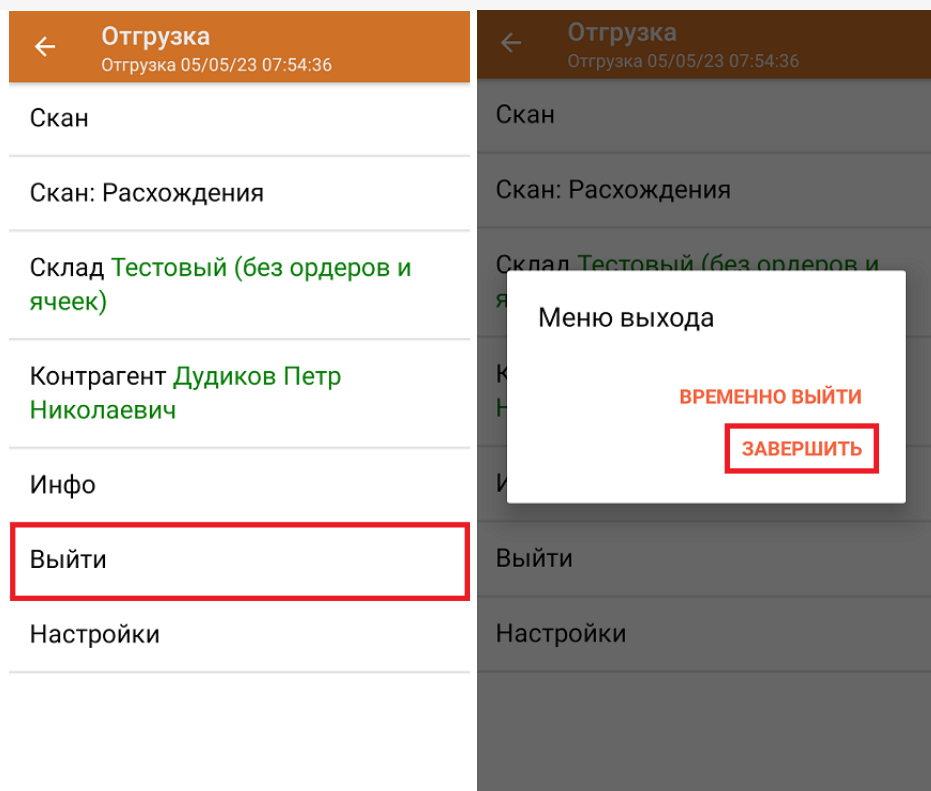 Отгрузка
Отгрузка 05/05/23 07:54:36
Скан
Скан: Расхождения
Склад Тестовый (без ордеров и
ячеек)
Контрагент Дудиков Петр
Николаевич
Инфо
Выйти
Настройки
Отгрузка
Отгрузка 05/05/23 07:54:36
Скан
Скан: Расхождения
Склад Тестовый (без ордеров и
Меню выхода
ВРЕМЕННО ВЫЙТИ
ЗАВЕРШИТЬ
Выйти
Настройки